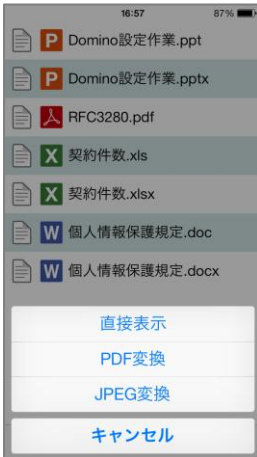 16:57 87%
Domino設定作業.ppt
Domino設定作業.pptx
RFC3280.pdf
契約件数.xls
契約件数.xlsx
個人情報保護規定.doc
個人情報保護規定.docx
直接表示
PDF変換
JPEG変換
キャンセル